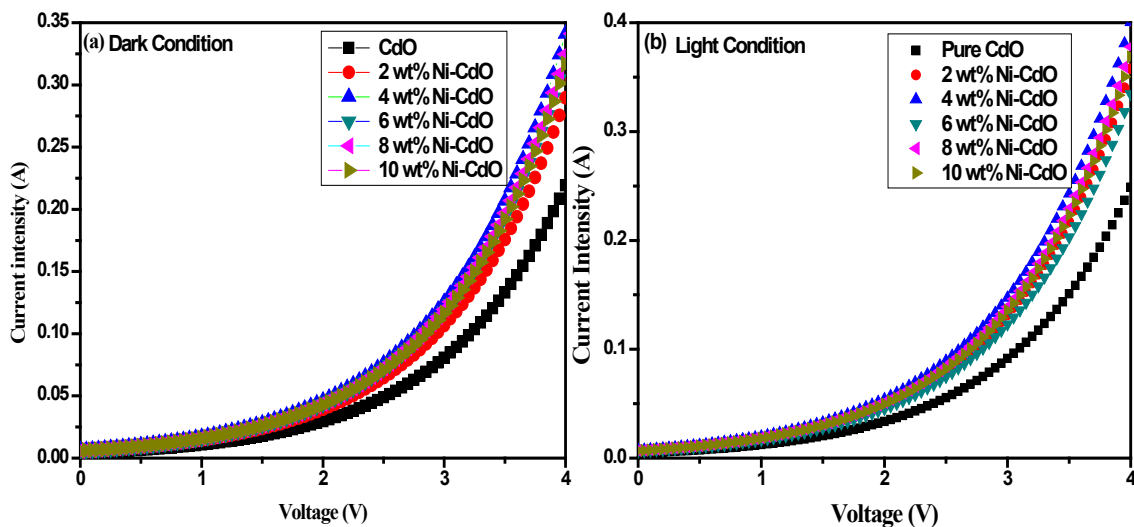 (a) Dark Condition
CdO
2 wt% Ni-CdO
4 wt% Ni-CdO
6 wt% Ni-CdO
8 wt% Ni-CdO
10 wt% Ni-CdO
0.35
0.30
0.25
0.20
0.15
0.10
0.05
0.00
0 1 2 3 4
Current intensity (A)
Voltage (V)
(b) Light Condition
Pure CdO
2 wt% Ni-CdO
4 wt% Ni-CdO
6 wt% Ni-CdO
8 wt% Ni-CdO
10 wt% Ni-CdO
0.4
0.3
0.2
0.1
0.0
0 1 2 3 4
Current Intensity (A)
Voltage (V)